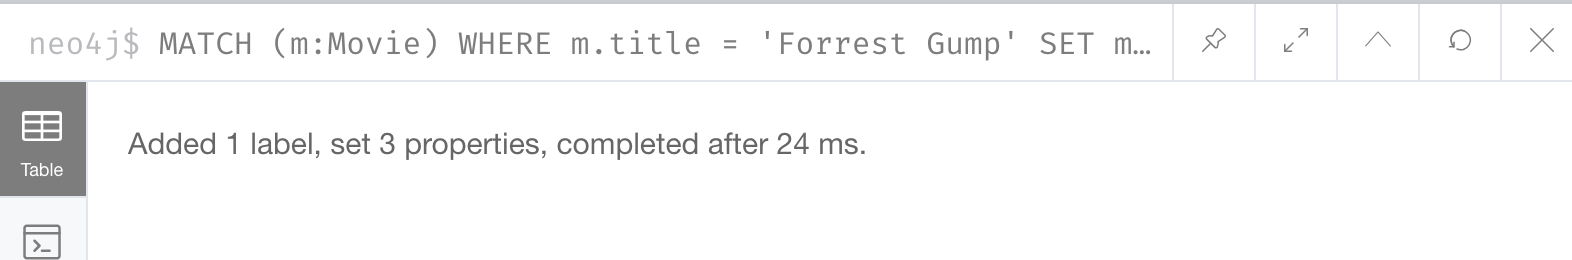 neo4j$ MATCH (m:Movie) WHERE m.title = 'Forrest Gump' SET m…
Table
Added 1 label, set 3 properties, completed after 24 ms.